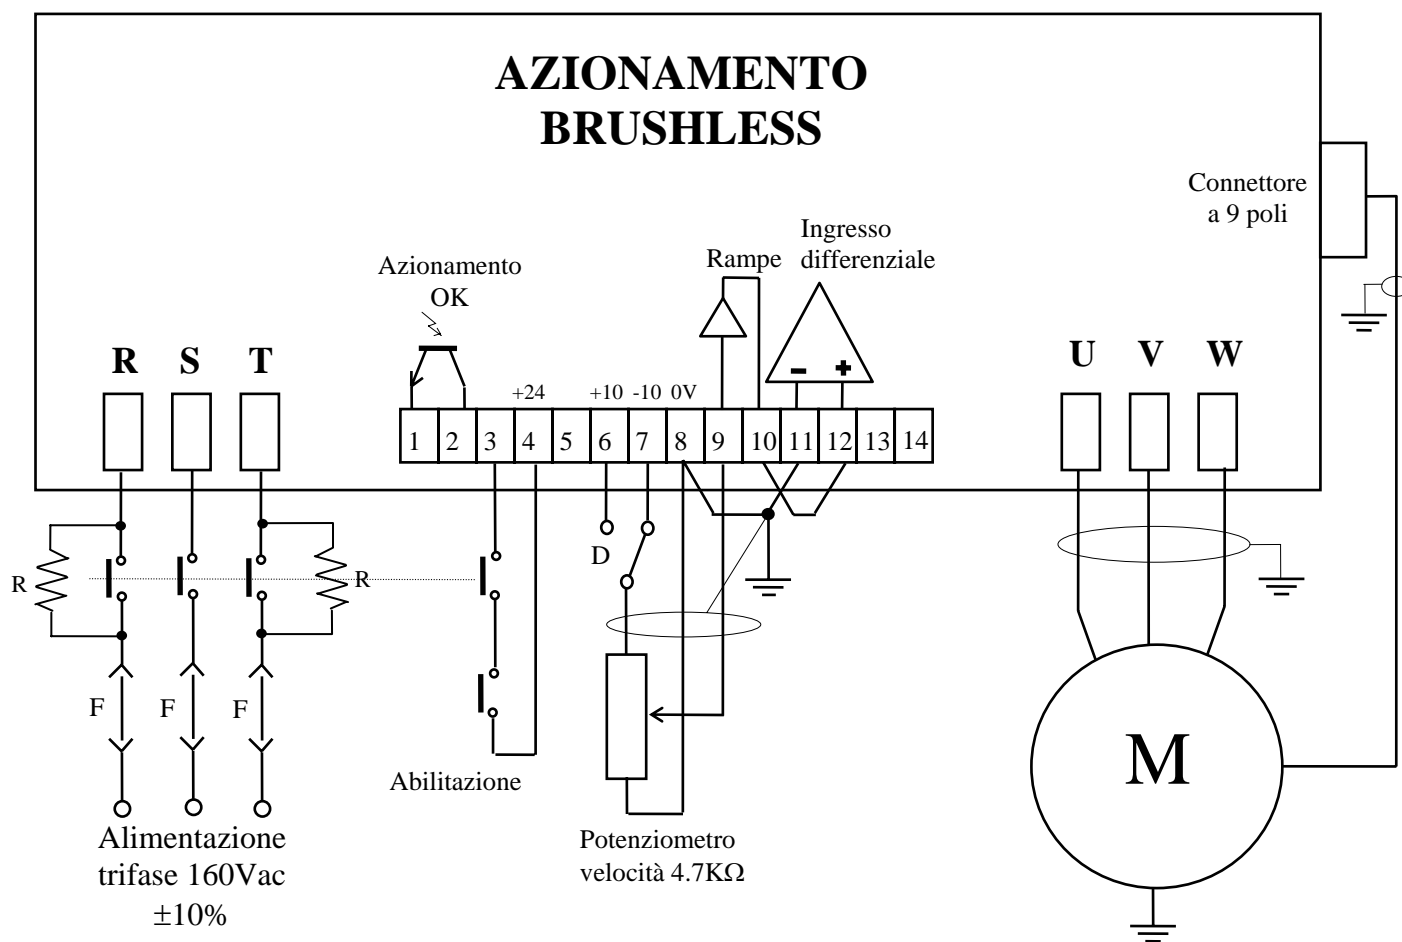 AZIONAMENTO
BRUSHLESS
Connettore
a 9 poli
Ingresso
differenziale
Rampe
Azionamento
OK
R S T
U V W
+24 +10 -10 0V
1 2 3 4 5 6 7 8 9 10 11 12 13 14
D
R
R
F F F
M
Abilitazione
Alimentazione
trifase 160Vac
±10%
Potenziometro
velocità 4.7KΩ